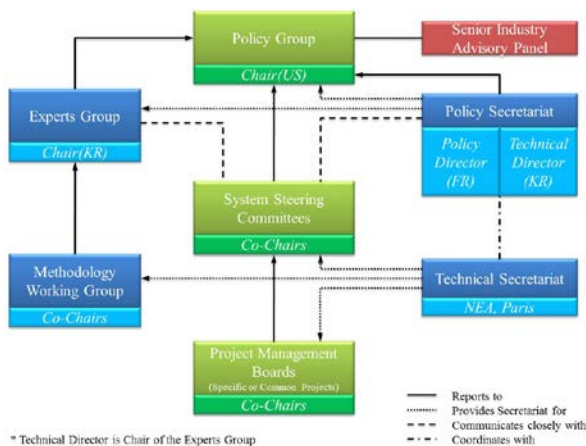 Policy Group
Chair(US)
Senior Industry
Advisory Panel
Experts Group
Chair(KR)
Policy Secretariat
Policy
Director
(FR)
Technical
Director
(KR)
System Steering
Committees
Co-Chairs
Methodology
Working Group
Co-Chairs
Technical Secretariat
NEA, Paris
Project Management
Boards
(Specific or Common Projects)
Co-Chairs
Reports to
Provides Secretariat for
Communicates closely with
Coordinates with
* Technical Director is Chair of the Experts Group